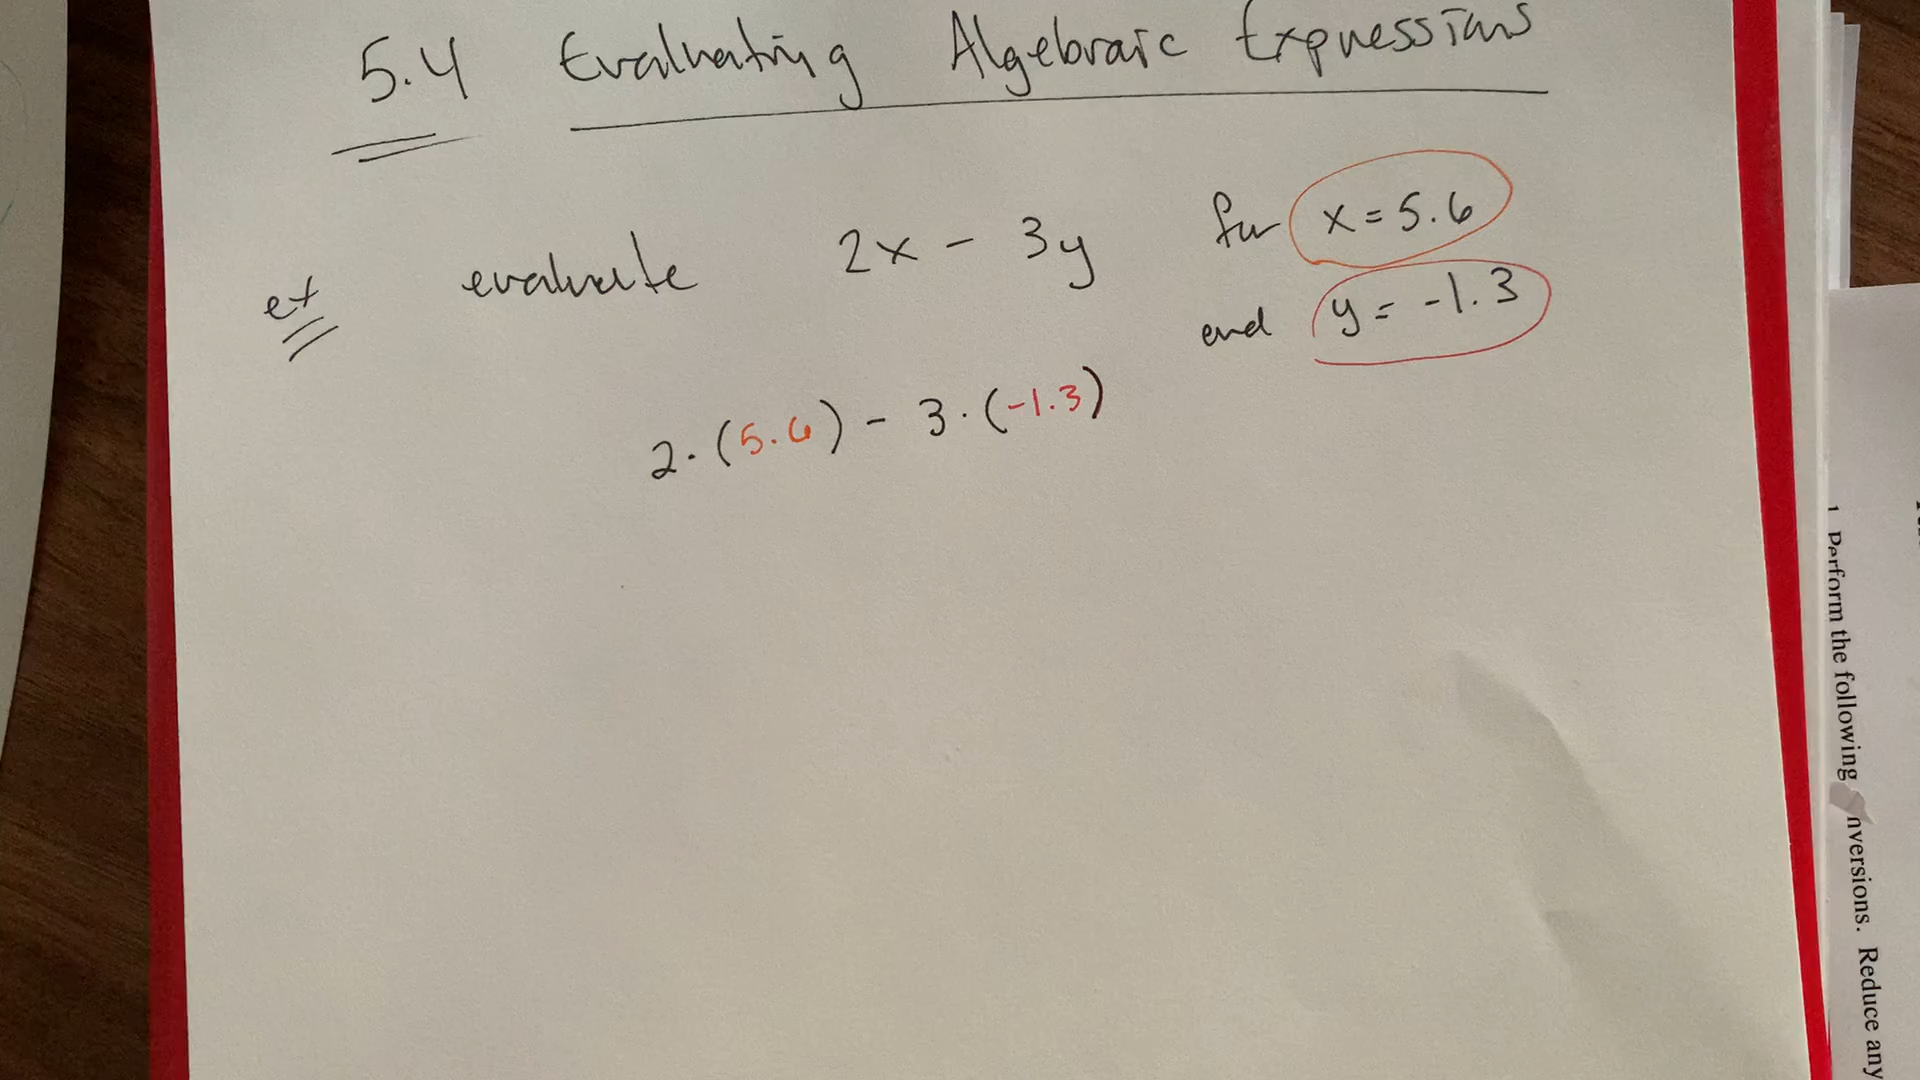 5.4 Evaluating Algebraic Expressions
ex evaluate 2x - 3y for x = 5.6
and y = -1.3
2·(5.6) - 3·(-1.3)
1 Perform the following nversions. Reduce any